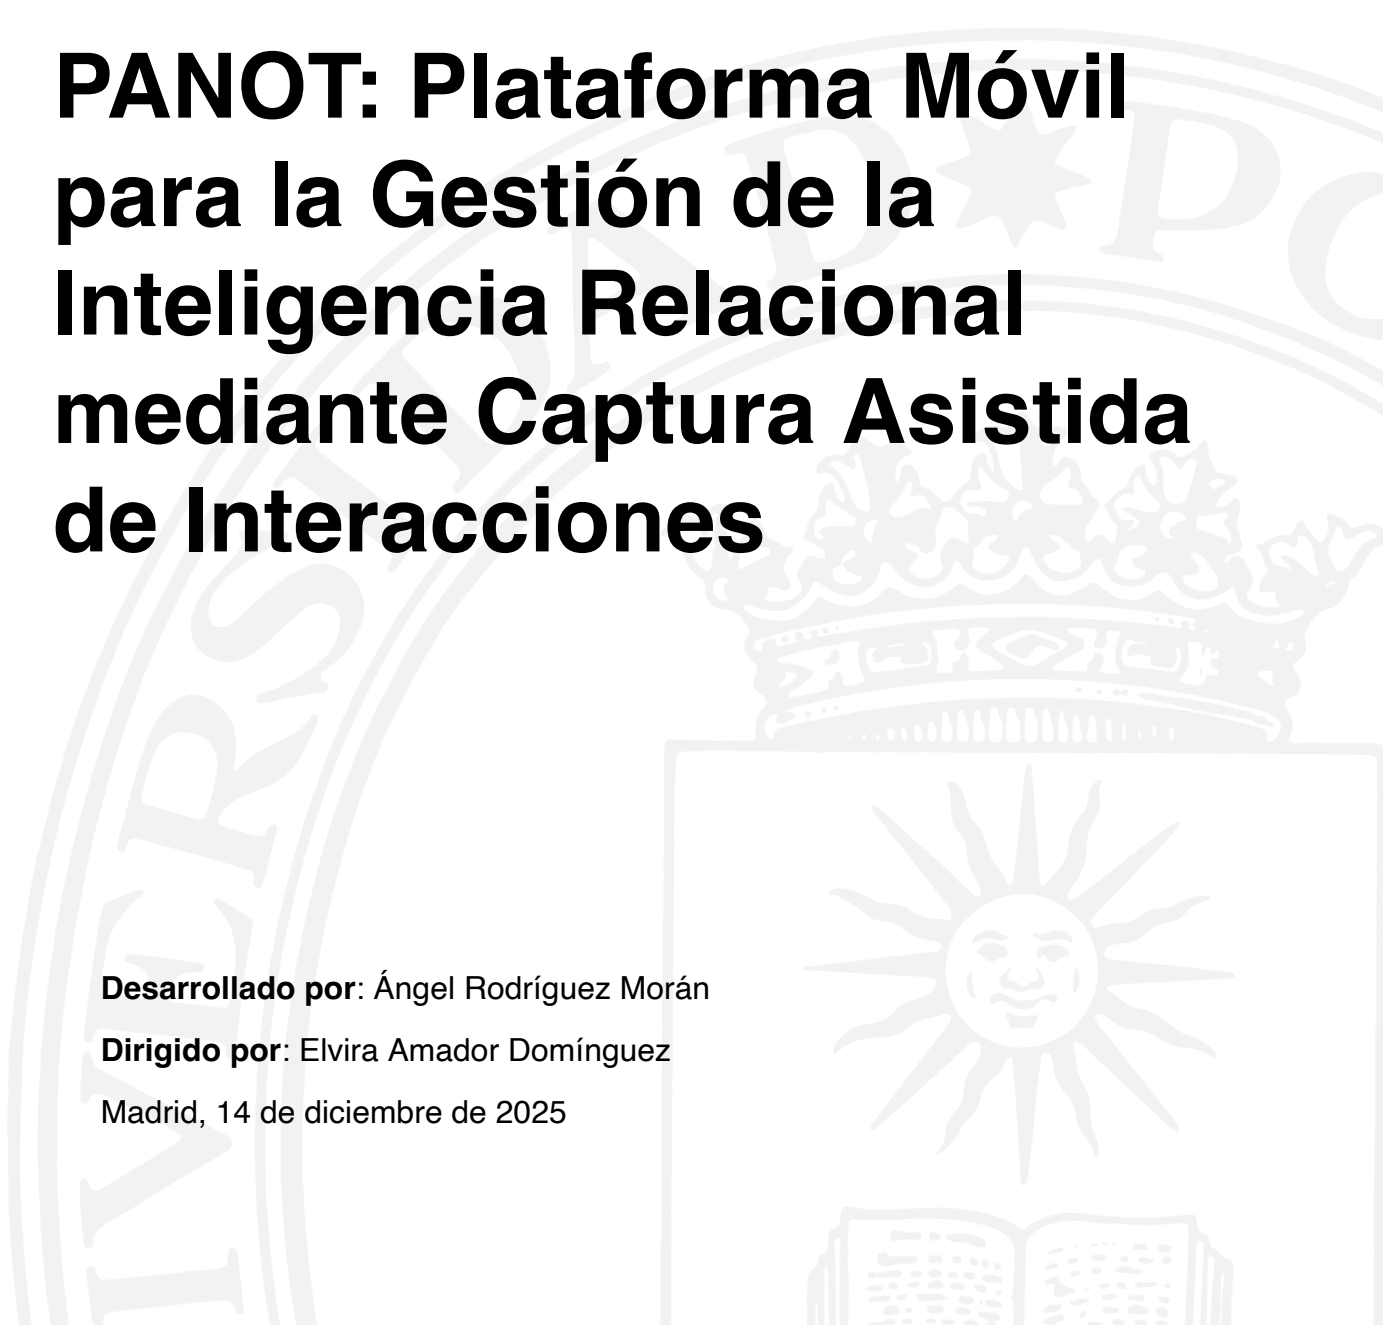 PANOT: Plataforma Móvil
para la Gestión de la
Inteligencia Relacional
mediante Captura Asistida
de Interacciones
Desarrollado por: Ángel Rodríguez Morán
Dirigido por: Elvira Amador Domínguez
Madrid, 14 de diciembre de 2025